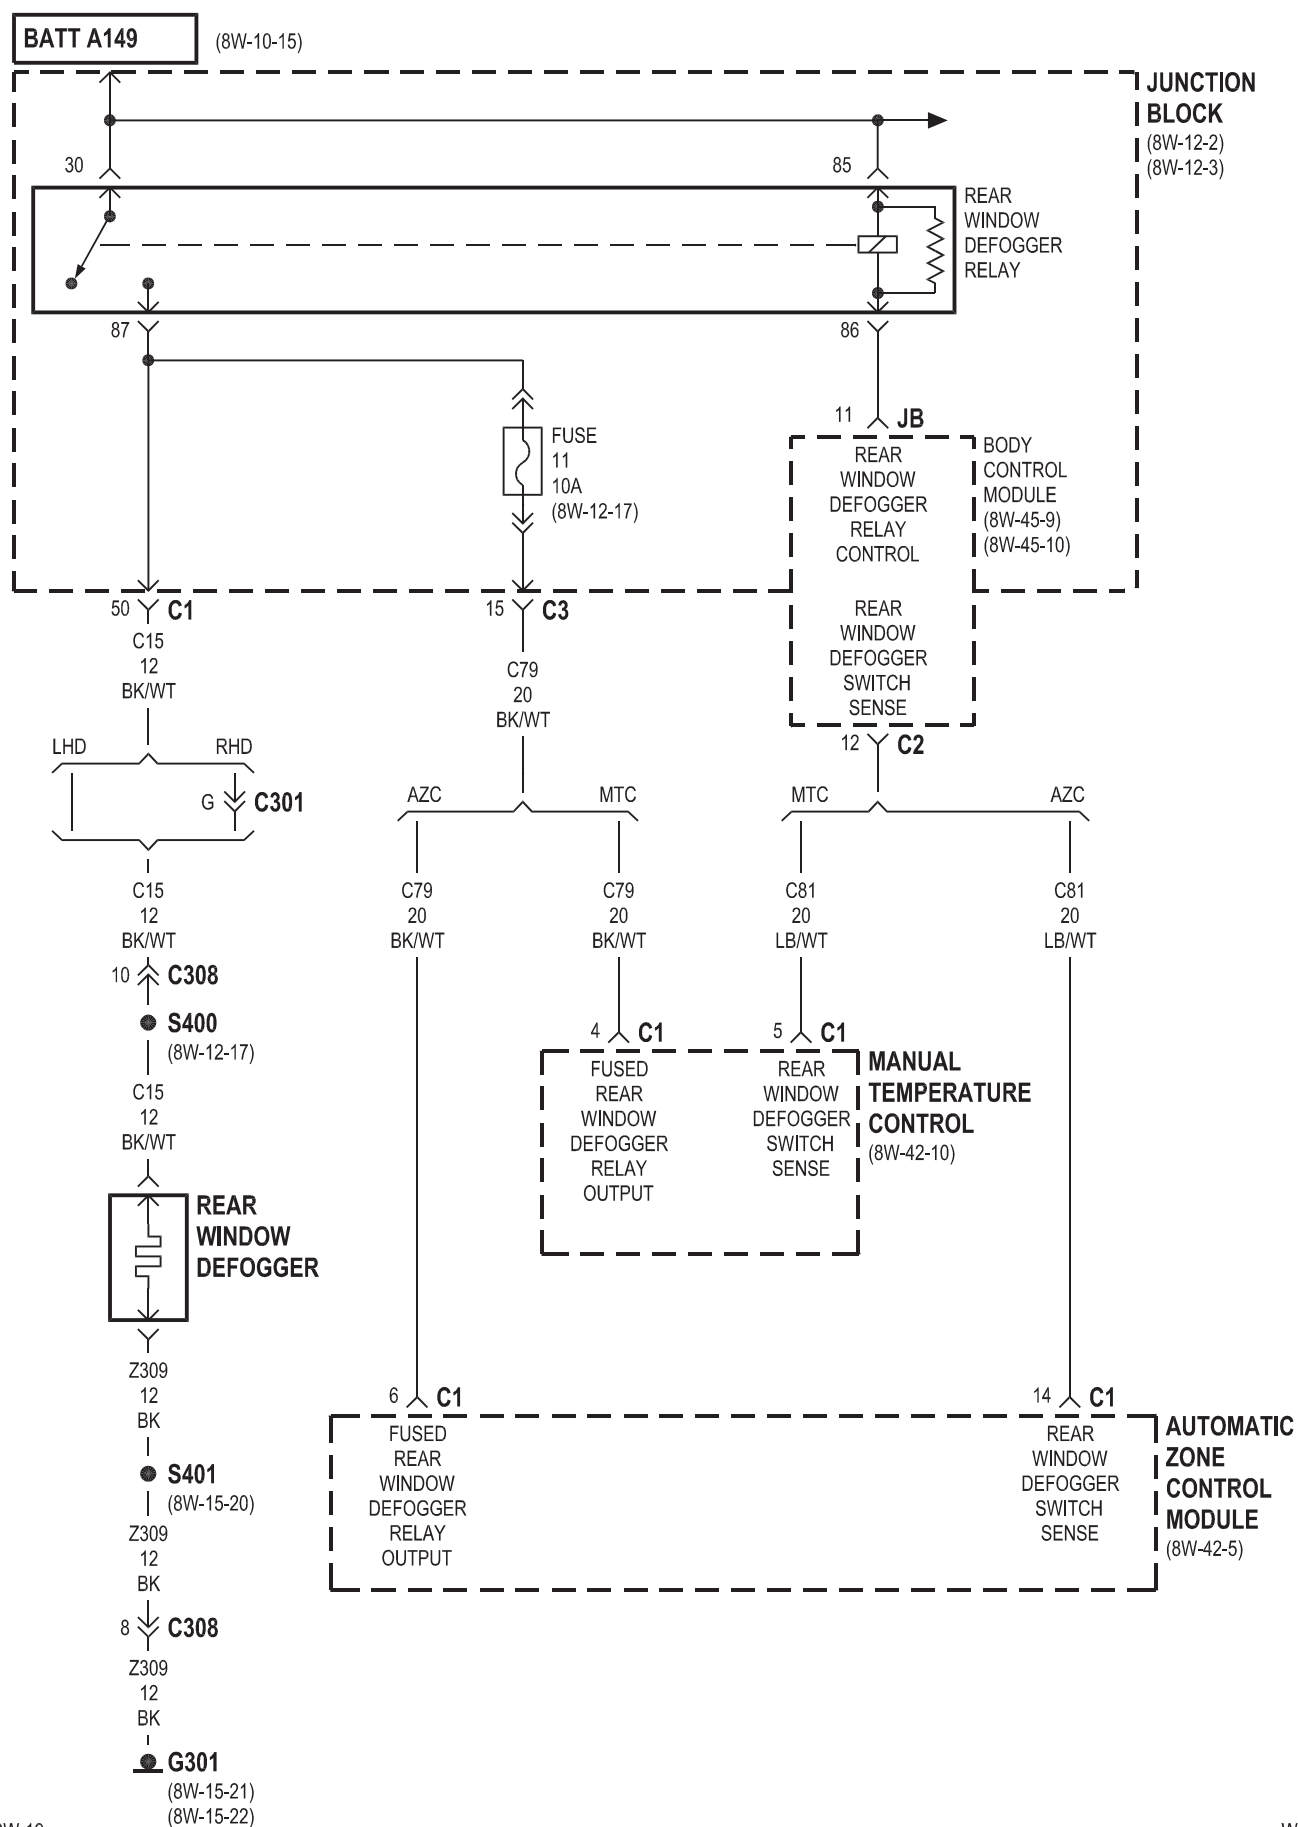 BATT A149
(8W-10-15)
JUNCTION
BLOCK
(8W-12-2)
(8W-12-3)
30
85
REAR
WINDOW
DEFOGGER
RELAY
87
86
FUSE
11
10A
(8W-12-17)
11 JB
REAR
WINDOW
DEFOGGER
RELAY
CONTROL
BODY
CONTROL
MODULE
(8W-45-9)
(8W-45-10)
REAR
WINDOW
DEFOGGER
SWITCH
SENSE
50 C1
15 C3
12 C2
C15
12
BK/WT
C79
20
BK/WT
LHD
RHD
G C301
AZC
MTC
MTC
AZC
C15
12
BK/WT
C79
20
BK/WT
C79
20
BK/WT
C81
20
LB/WT
C81
20
LB/WT
10 C308
S400
(8W-12-17)
C15
12
BK/WT
4 C1
5 C1
FUSED
REAR
WINDOW
DEFOGGER
RELAY
OUTPUT
REAR
WINDOW
DEFOGGER
SWITCH
SENSE
MANUAL
TEMPERATURE
CONTROL
(8W-42-10)
REAR
WINDOW
DEFOGGER
Z309
12
BK
6 C1
14 C1
FUSED
REAR
WINDOW
DEFOGGER
RELAY
OUTPUT
REAR
WINDOW
DEFOGGER
SWITCH
SENSE
AUTOMATIC
ZONE
CONTROL
MODULE
(8W-42-5)
S401
(8W-15-20)
Z309
12
BK
8 C308
Z309
12
BK
G301
(8W-15-21)
(8W-15-22)